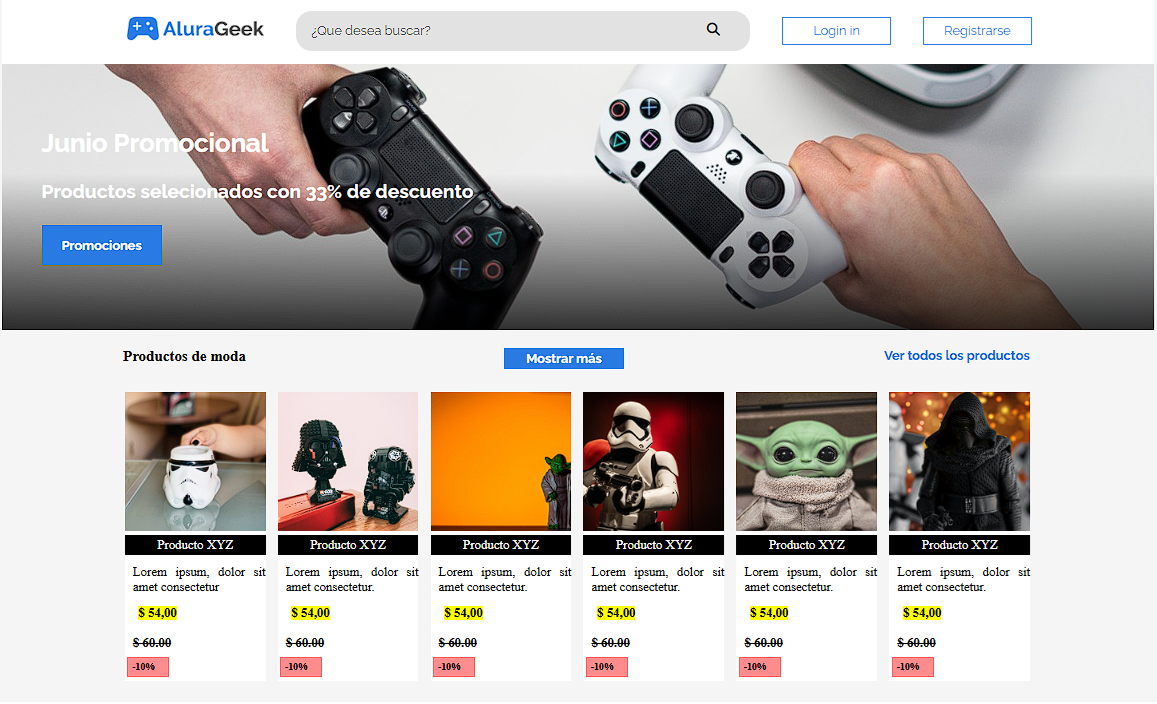 AluraGeek
¿Que desea buscar?
Login in
Registrarse
Junio Promocional
Productos selecionados con 33% de descuento
Promociones
Productos de moda
Mostrar más
Ver todos los productos
Producto XYZ
Lorem ipsum, dolor sit
amet consectetur
$ 54,00
$ 60.00
-10%
Producto XYZ
Lorem ipsum, dolor sit
amet consectetur.
$ 54,00
$ 60.00
-10%
Producto XYZ
Lorem ipsum, dolor sit
amet consectetur.
$ 54,00
$ 60.00
-10%
Producto XYZ
Lorem ipsum, dolor sit
amet consectetur.
$ 54,00
$ 60.00
-10%
Producto XYZ
Lorem ipsum, dolor sit
amet consectetur.
$ 54,00
$ 60.00
-10%
Producto XYZ
Lorem ipsum, dolor sit
amet consectetur.
$ 54,00
$ 60.00
-10%